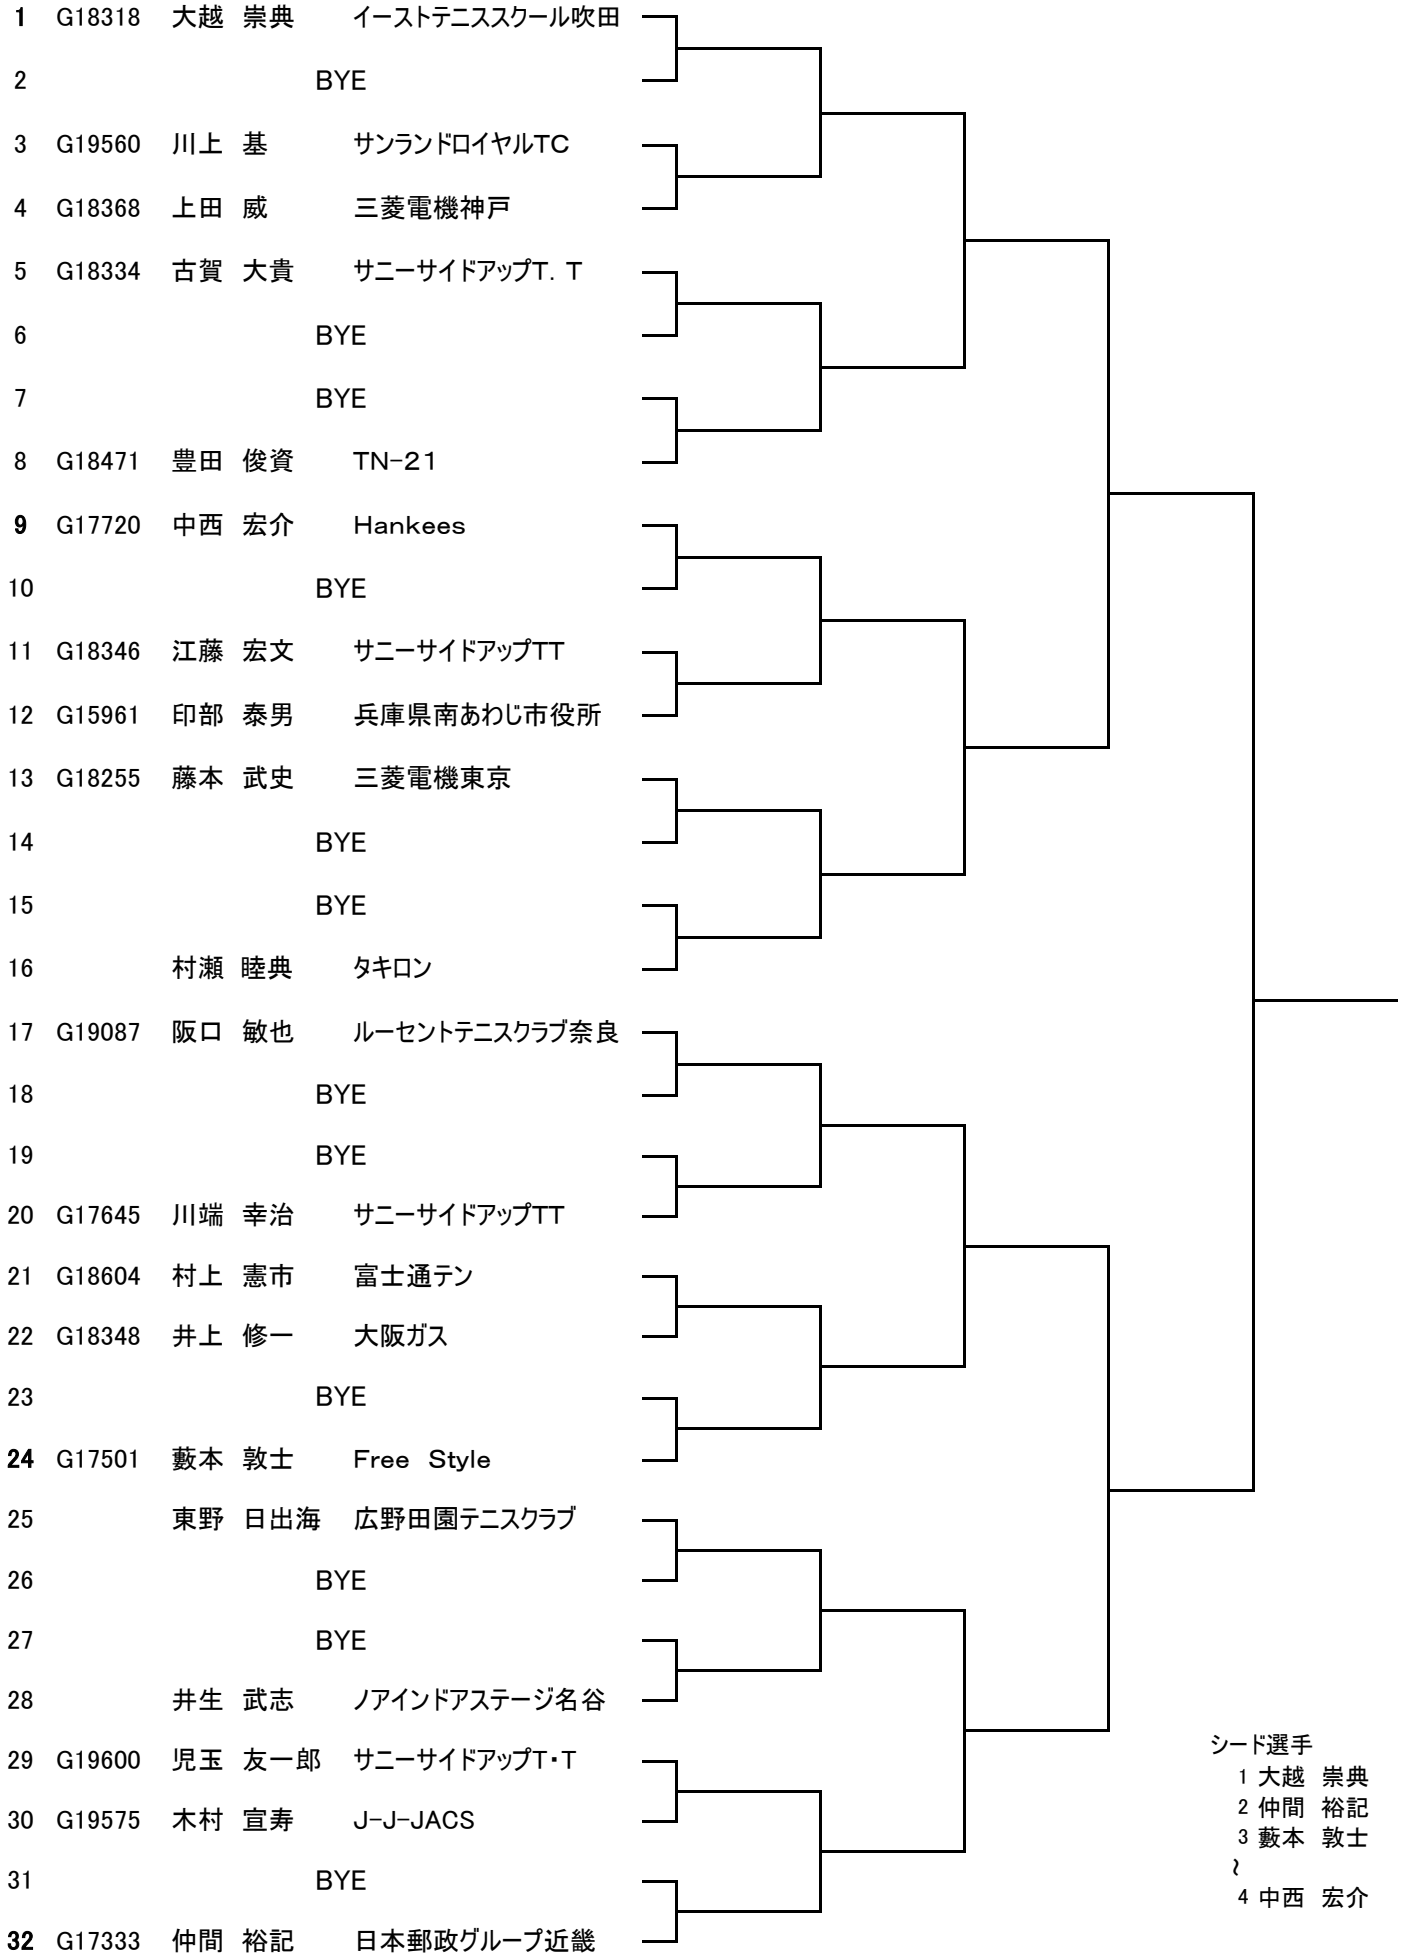 1 G18318 大越 崇典 イーストテニススクール吹田
2 BYE
3 G19560 川上 基 サンランドロイヤルTC
4 G18368 上田 威 三菱電機神戸
5 G18334 古賀 大貴 サニーサイドアップT．T
6 BYE
7 BYE
8 G18471 豊田 俊資 TN-21
9 G17720 中西 宏介 Hankees
10 BYE
11 G18346 江藤 宏文 サニーサイドアップTT
12 G15961 印部 泰男 兵庫県南あわじ市役所
13 G18255 藤本 武史 三菱電機東京
14 BYE
15 BYE
16 村瀬 睦典 タキロン
17 G19087 阪口 敏也 ルーセントテニスクラブ奈良
18 BYE
19 BYE
20 G17645 川端 幸治 サニーサイドアップTT
21 G18604 村上 憲市 富士通テン
22 G18348 井上 修一 大阪ガス
23 BYE
24 G17501 藪本 敦士 Free Style
25 東野 日出海 広野田園テニスクラブ
26 BYE
27 BYE
28 井生 武志 ノアインドアステージ名谷
29 G19600 児玉 友一郎 サニーサイドアップT・T
30 G19575 木村 宣寿 J-J-JACS
31 BYE
32 G17333 仲間 裕記 日本郵政グループ近畿
シード選手
1 大越 崇典
2 仲間 裕記
3 藪本 敦士
～
4 中西 宏介